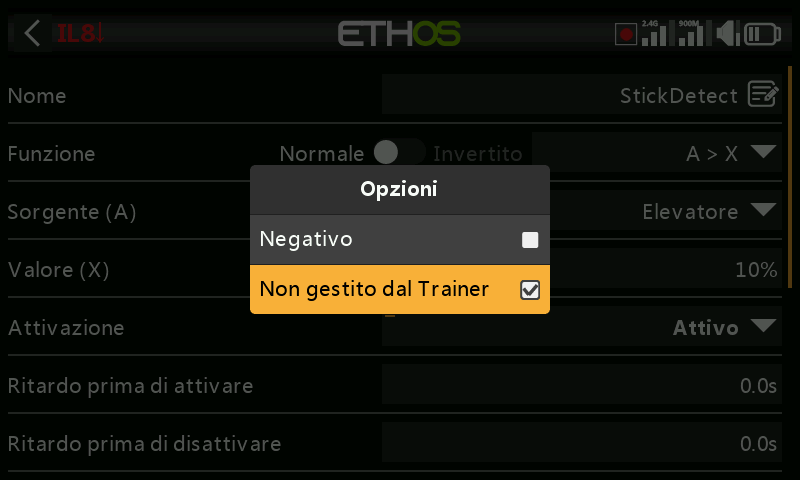 IL8
ETHOS
2.4G
900M
Nome
StickDetect
Funzione
Normale
Invertito
A > X
Opzioni
Sorgente (A)
Elevatore
Negativo
Valore (X)
10%
Non gestito dal Trainer
Attivazione
Attivo
Ritardo prima di attivare
0.0s
Ritardo prima di disattivare
0.0s